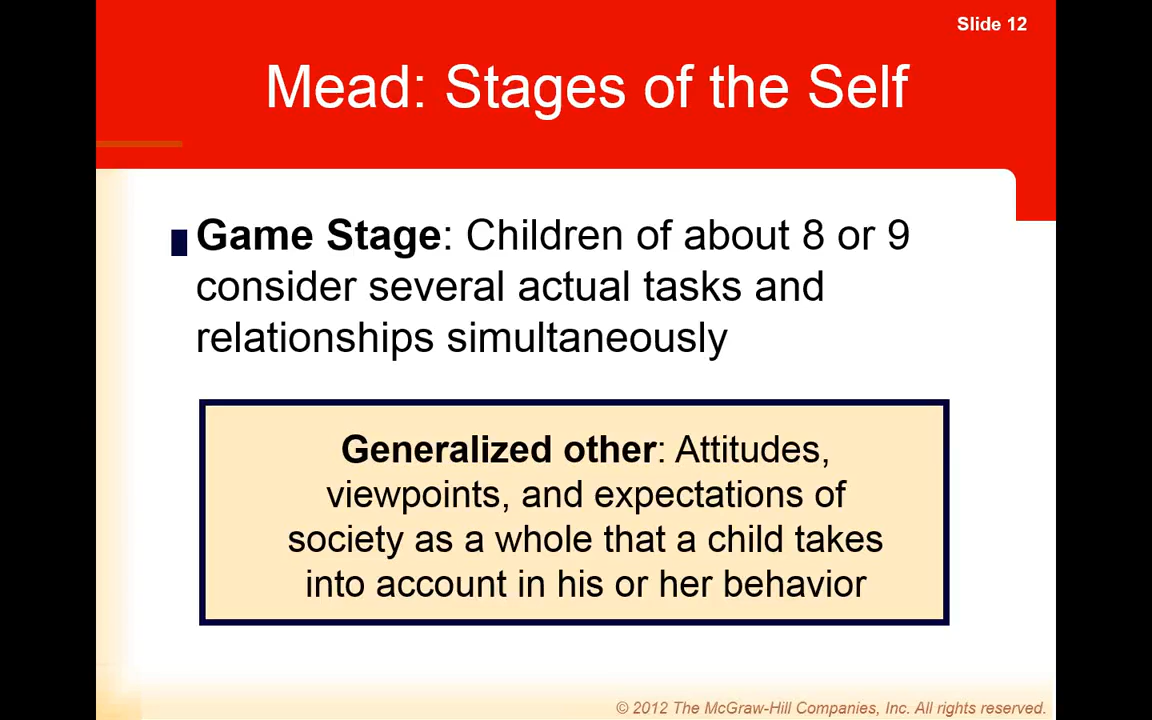 Slide 12
Mead: Stages of the Self
Game Stage: Children of about 8 or 9
consider several actual tasks and
relationships simultaneously
Generalized other: Attitudes,
viewpoints, and expectations of
society as a whole that a child takes
into account in his or her behavior
© 2012 The McGraw-Hill Companies, Inc. All rights reserved.